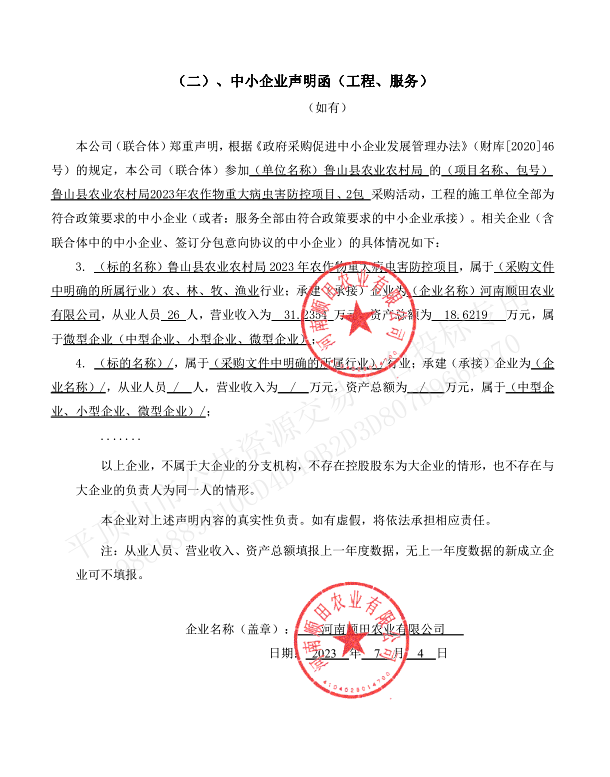 （二）、中小企业声明函（工程、服务）
（如有）
本公司（联合体）郑重声明，根据《政府采购促进中小企业发展管理办法》（财库[2020]46
号）的规定，本公司（联合体）参加（单位名称）鲁山县农业农村局 的（项目名称、包号）
鲁山县农业农村局2023年农作物重大病虫害防控项目、2包 采购活动，工程的施工单位全部为
符合政策要求的中小企业（或者：服务全部由符合政策要求的中小企业承接）。相关企业（含
联合体中的中小企业、签订分包意向协议的中小企业）的具体情况如下：
3. （标的名称）鲁山县农业农村局 2023 年农作物重大病虫害防控项目，属于（采购文件
中明确的所属行业）农、林、牧、渔业行业；承建（承接）企业为（企业名称）河南顺田农业
有限公司，从业人员 26 人，营业收入为 31.2351 万元，资产总额为 18.6219 万元，属
于微型企业（中型企业、小型企业、微型企业）；
4. （标的名称）/，属于（采购文件中明确的所属行业）/行业；承建（承接）企业为（企
业名称）/，从业人员 / 人，营业收入为 / 万元，资产总额为 / 万元，属于（中型企
业、小型企业、微型企业）/；
.......
以上企业，不属于大企业的分支机构，不存在控股股东为大企业的情形，也不存在与
大企业的负责人为同一人的情形。
本企业对上述声明内容的真实性负责。如有虚假，将依法承担相应责任。
注：从业人员、营业收入、资产总额填报上一年度数据，无上一年度数据的新成立企
业可不填报。
企业名称（盖章）： 河南顺田农业有限公司
日期： 2023 年 7 月 4 日
河南顺田农业有限公司
河南顺田农业有限公司
4104028014700